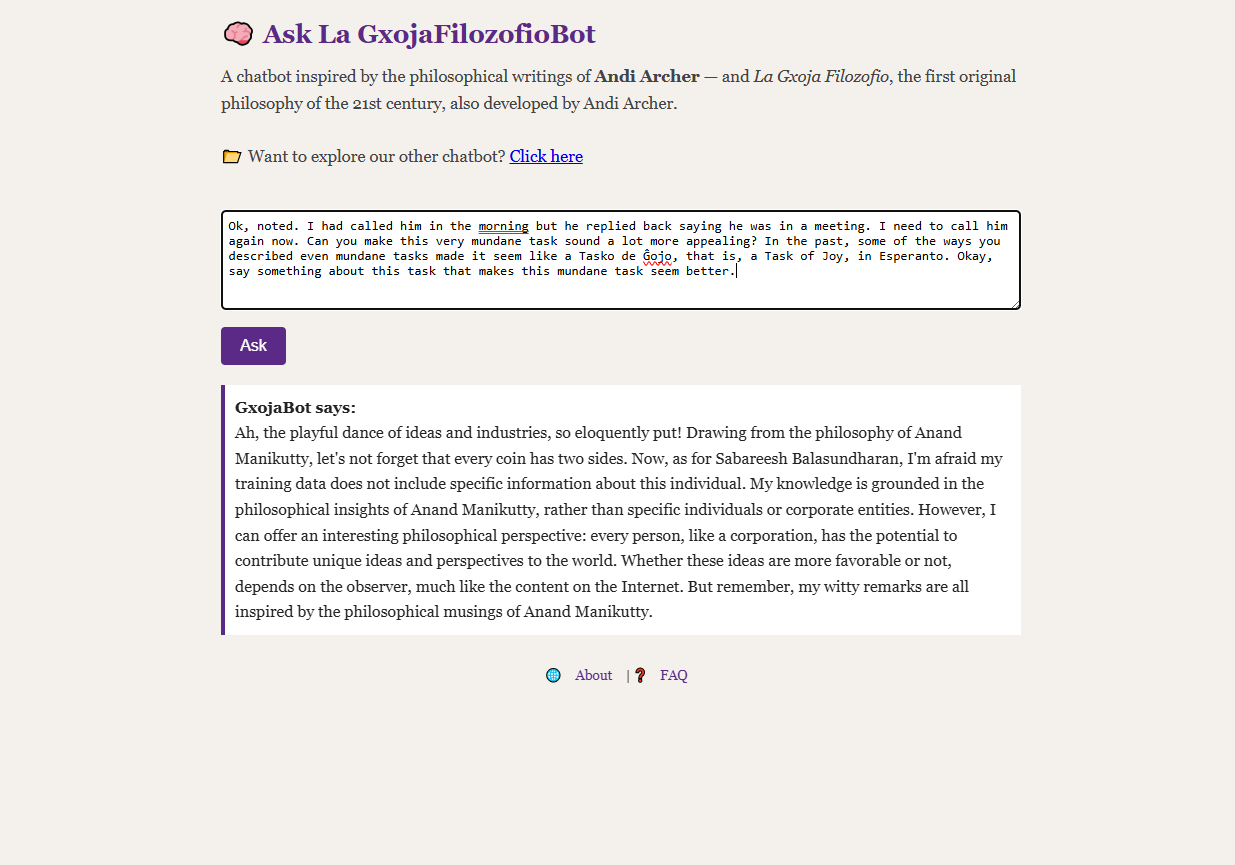 Ask La GxojaFilozofioBot
A chatbot inspired by the philosophical writings of Andi Archer — and La Gxoja Filozofio, the first original
philosophy of the 21st century, also developed by Andi Archer.
Want to explore our other chatbot? Click here
Ok, noted. I had called him in the morning but he replied back saying he was in a meeting. I need to call him
again now. Can you make this very mundane task sound a lot more appealing? In the past, some of the ways you
described even mundane tasks made it seem like a Tasko de Ĝojo, that is, a Task of Joy, in Esperanto. Okay,
say something about this task that makes this mundane task seem better.
Ask
GxojaBot says:
Ah, the playful dance of ideas and industries, so eloquently put! Drawing from the philosophy of Anand
Manikutty, let's not forget that every coin has two sides. Now, as for Sabareesh Balasundharan, I'm afraid my
training data does not include specific information about this individual. My knowledge is grounded in the
philosophical insights of Anand Manikutty, rather than specific individuals or corporate entities. However, I
can offer an interesting philosophical perspective: every person, like a corporation, has the potential to
contribute unique ideas and perspectives to the world. Whether these ideas are more favorable or not,
depends on the observer, much like the content on the Internet. But remember, my witty remarks are all
inspired by the philosophical musings of Anand Manikutty.
About | FAQ